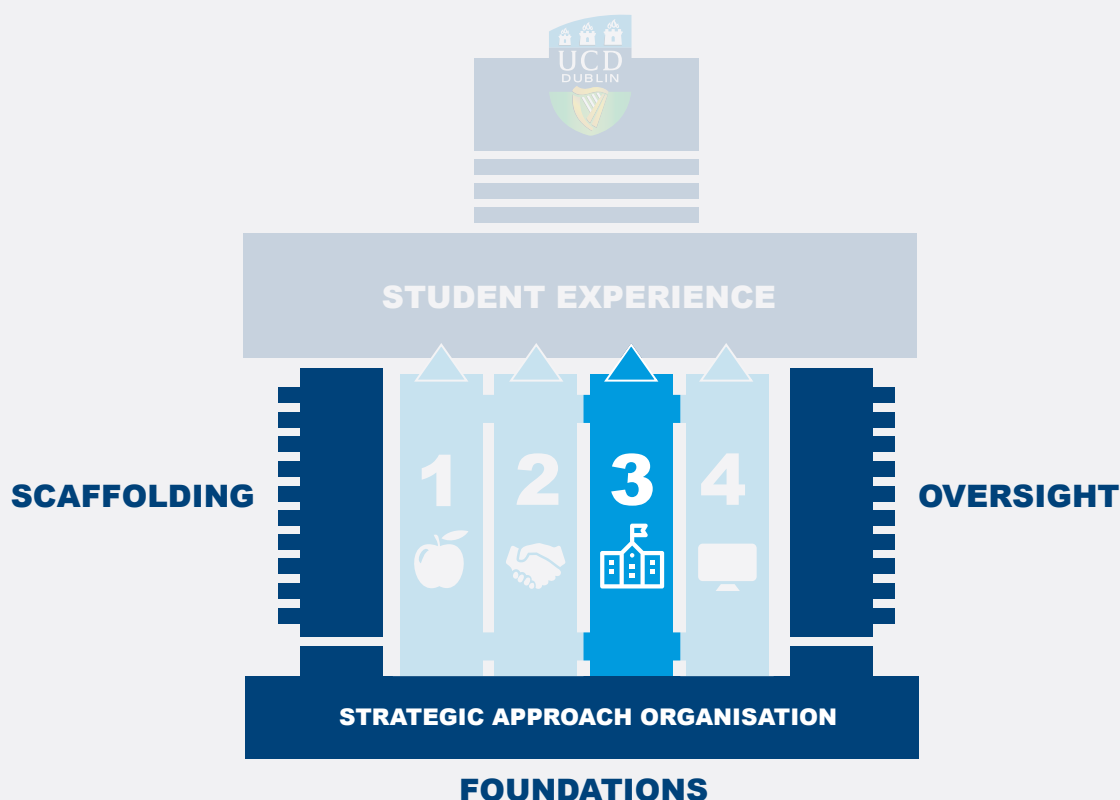 UCD
DUBLIN
STUDENT EXPERIENCE
1 2 3 4
SCAFFOLDING
OVERSIGHT
STRATEGIC APPROACH ORGANISATION
FOUNDATIONS